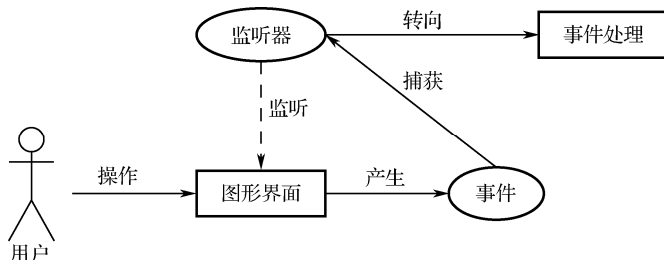 监听器
转向
事件处理
捕获
监听
操作
图形界面
产生
事件
用户